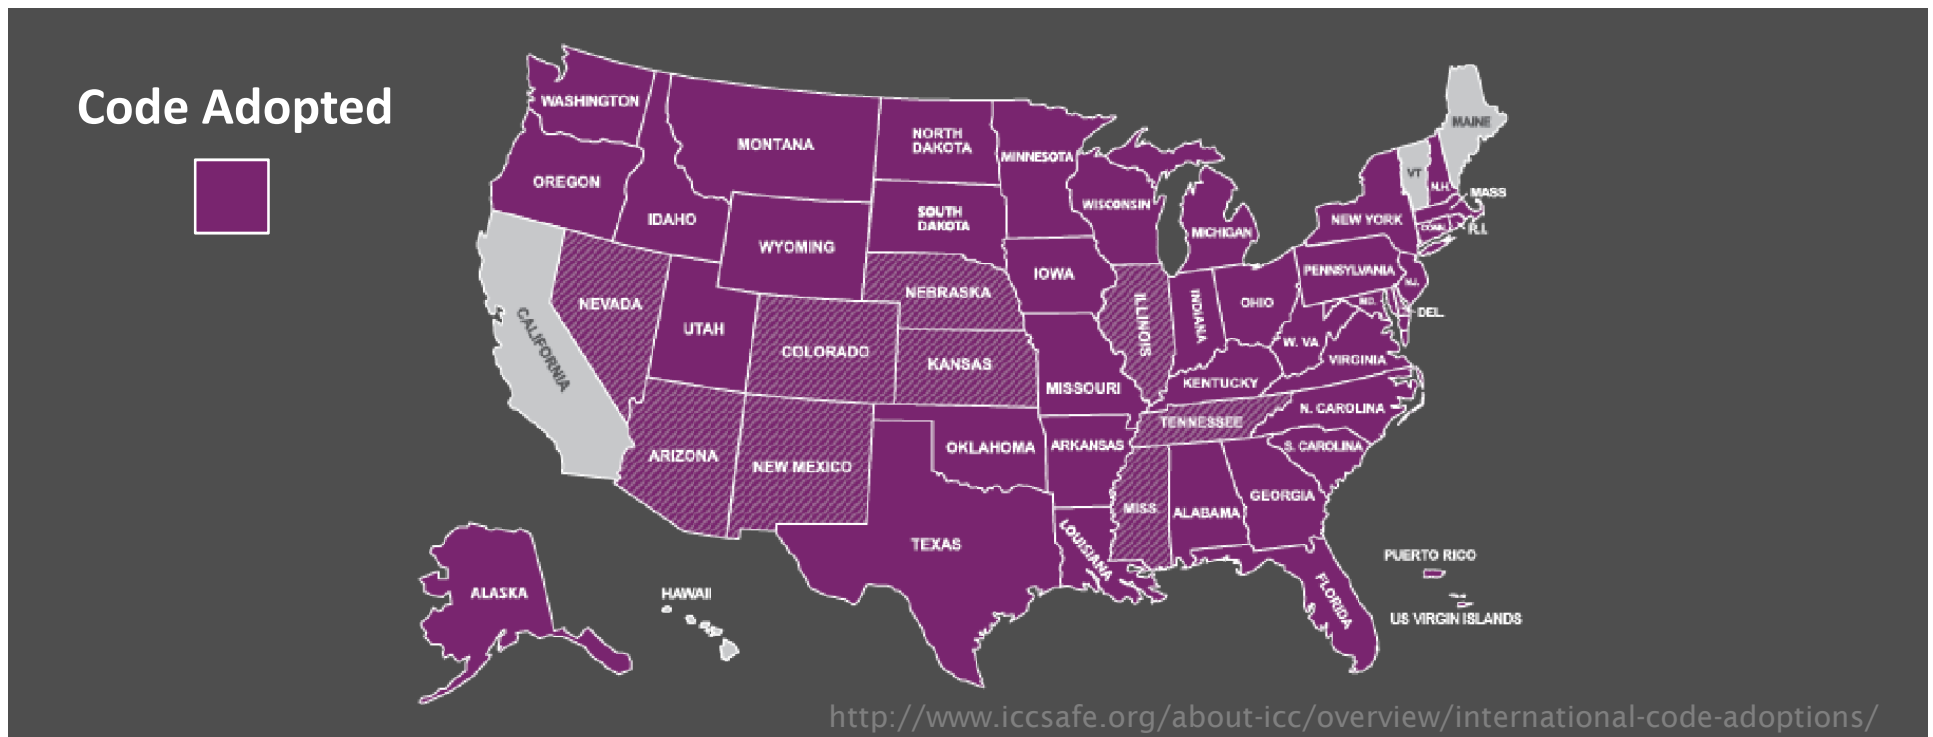 Code Adopted
WASHINGTON
OREGON
CALIFORNIA
NEVADA
IDAHO
MONTANA
WYOMING
UTAH
ARIZONA
COLORADO
NEW MEXICO
NORTH
DAKOTA
SOUTH
DAKOTA
NEBRASKA
KANSAS
OKLAHOMA
TEXAS
MINNESOTA
IOWA
MISSOURI
ARKANSAS
LOUISIANA
WISCONSIN
ILLINOIS
MICHIGAN
INDIANA
OHIO
KENTUCKY
TENNESSEE
MISS
ALABAMA
GEORGIA
FLORIDA
S. CAROLINA
N. CAROLINA
VIRGINIA
W. VA
MD.
DEL.
PENNSYLVANIA
N.J.
NEW YORK
CONN.
R.I.
MASS
VT
N.H.
MAINE
ALASKA
HAWAII
PUERTO RICO
US VIRGIN ISLANDS
http://www.iccsafe.org/about-icc/overview/international-code-adoptions/